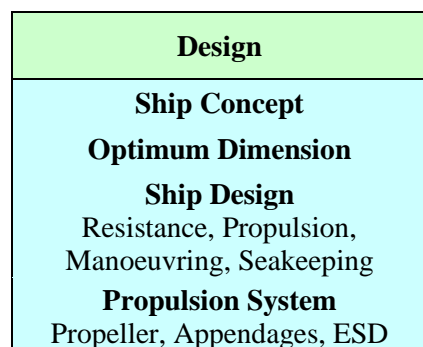 Design
Ship Concept
Optimum Dimension
Ship Design
Resistance, Propulsion,
Manoeuvring, Seakeeping
Propulsion System
Propeller, Appendages, ESD